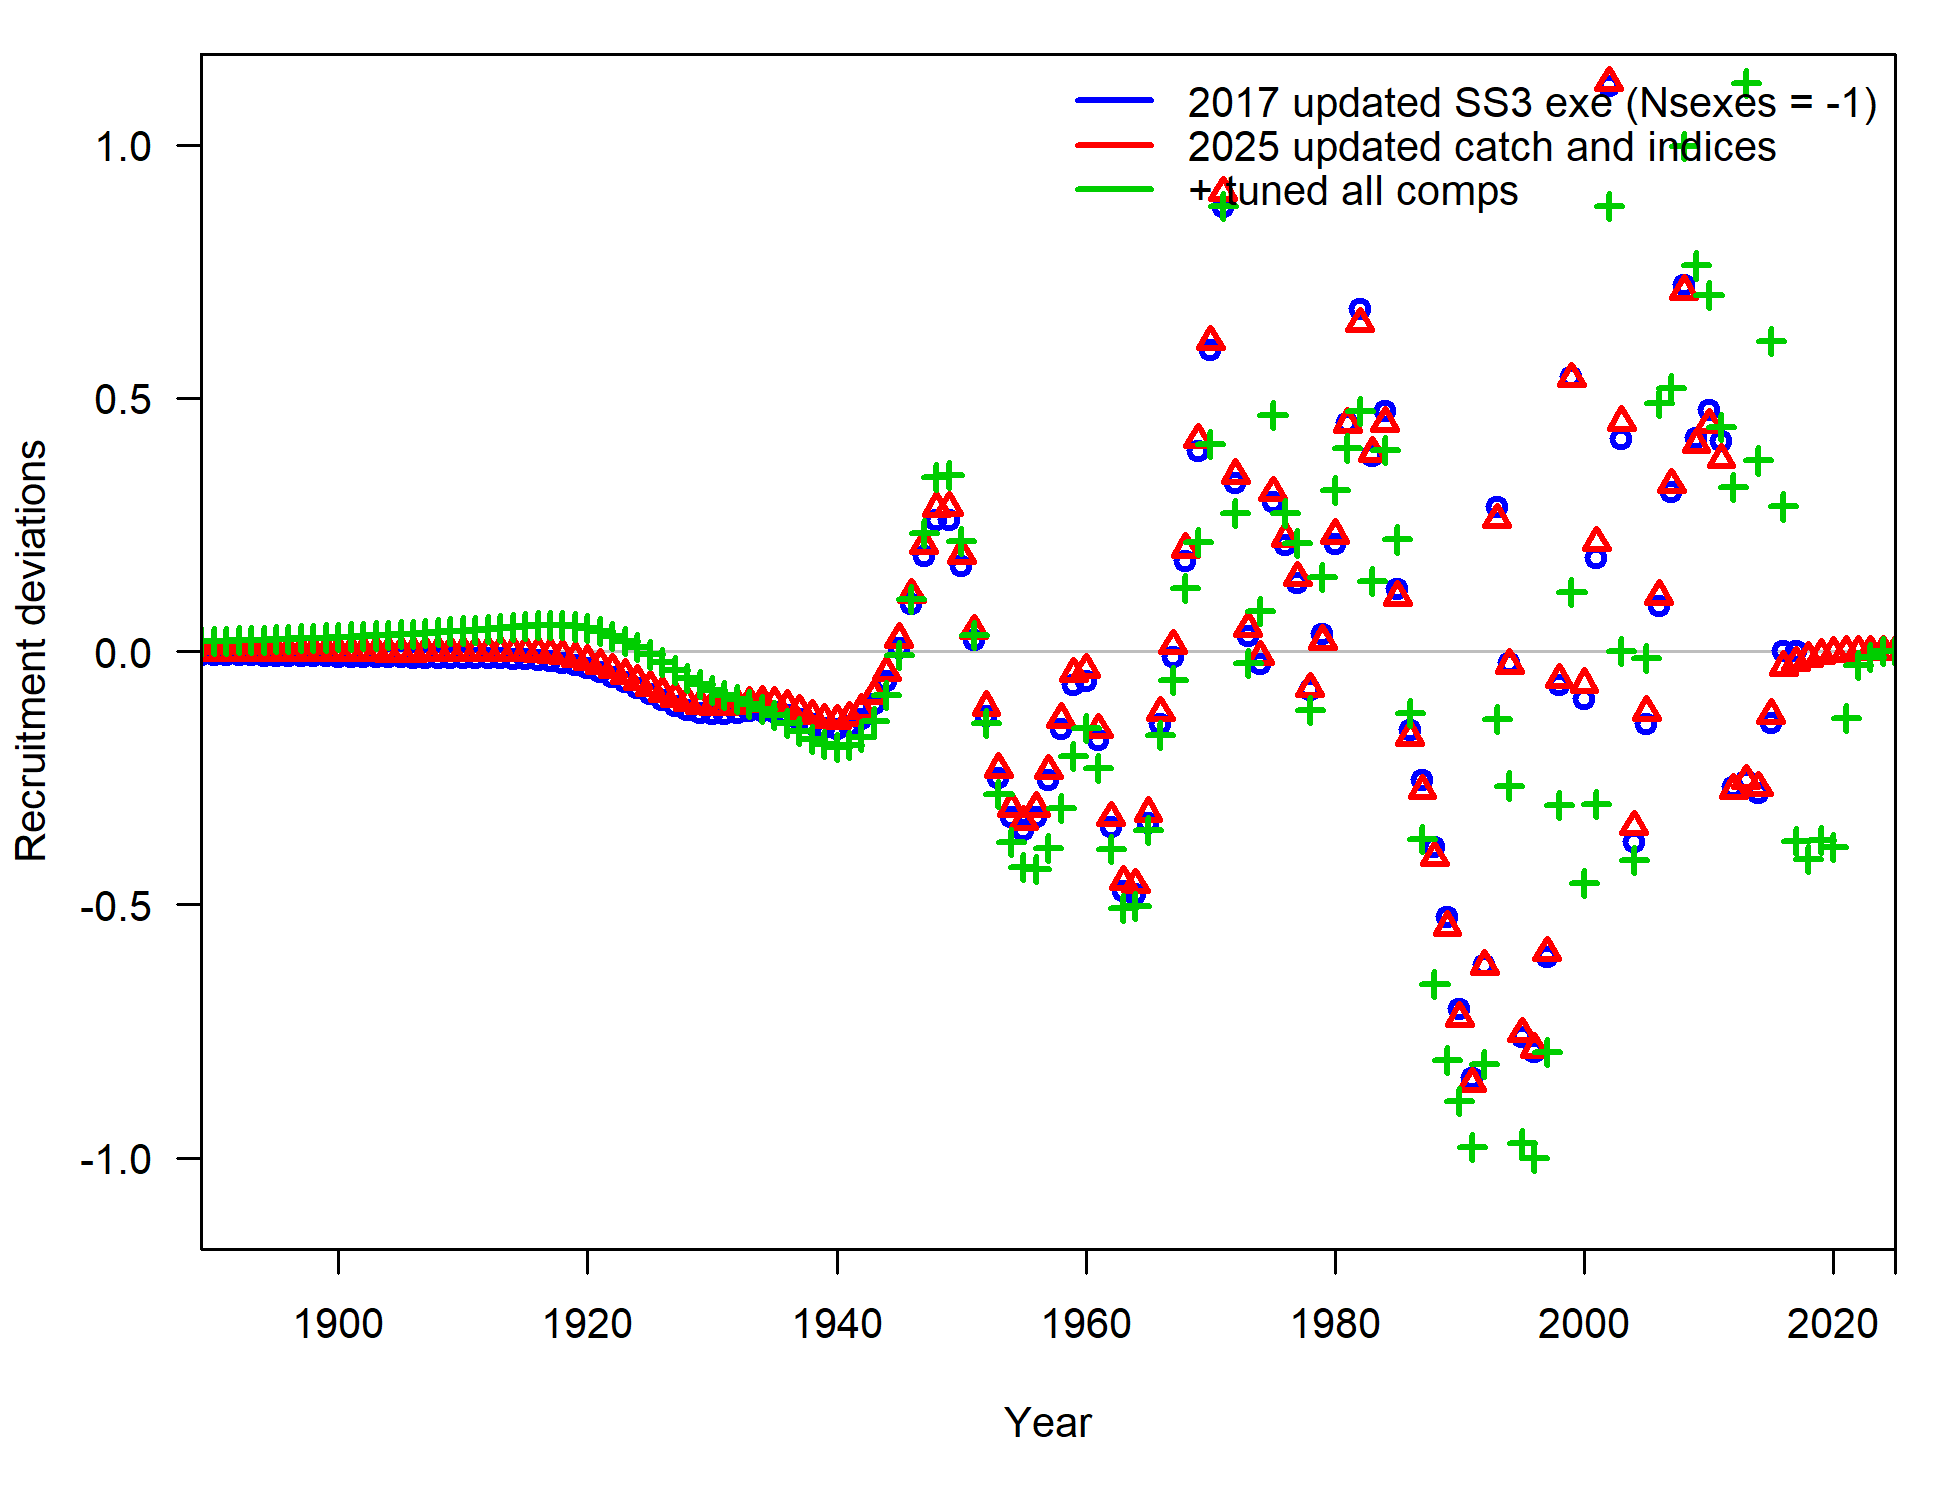 2017 updated SS3 exe (Nsexes = -1)
2025 updated catch and indices
+ tuned all comps
1.0
0.5
0.0
-0.5
-1.0
Recruitment deviations
1900 1920 1940 1960 1980 2000 2020
Year